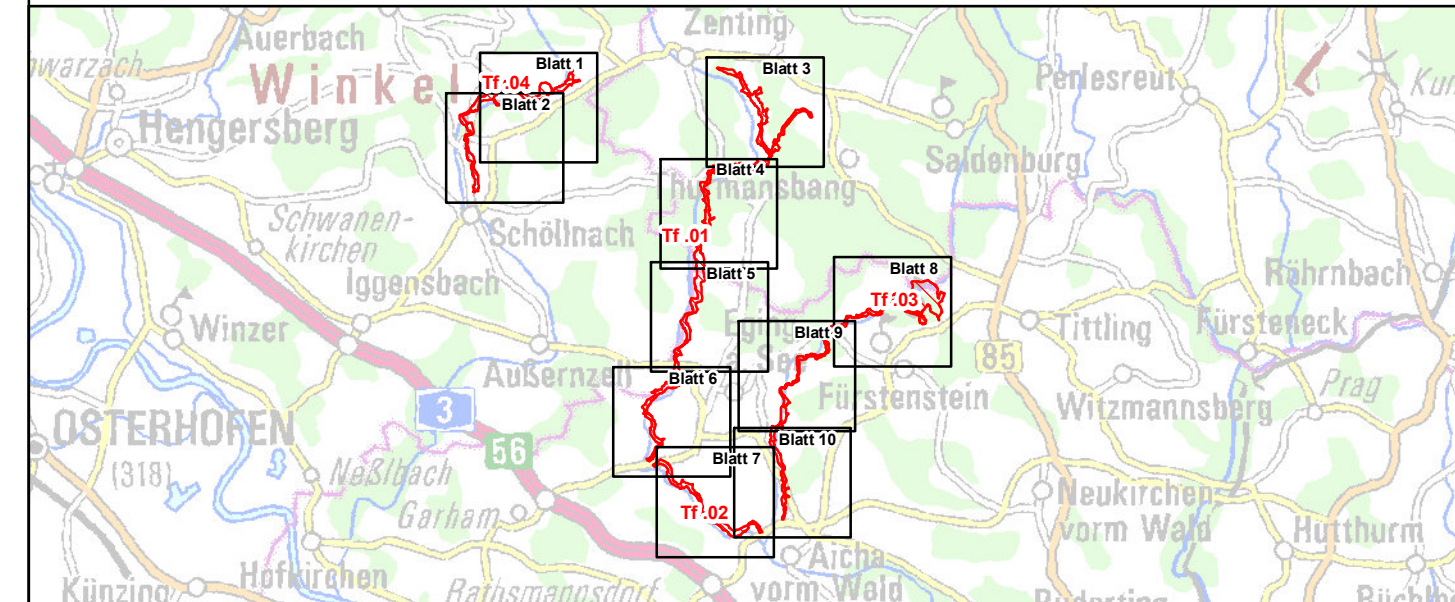 Auerbach
Zenting
Blatt 1
Blatt 3
warzach
Winkel
Tf .04
Blatt 2
Penlesreut
Hengersberg
Saldenburg
Blatt 4
Thurmansbang
Schwanen-
kirchen
Schöllnach
Tf .01
Blatt 5
Blatt 8
Röhrnbach
Iggensbach
Tf .03
Winzer
Blatt 9
Tittling
Fürsteneck
85
Außernzell
Blatt 6
Prag
3
Fürstenstein
Witzmannsberg
OSTERHOFEN
(318)
56
Blatt 10
Blatt 7
Neßlbach
Garham
Tf .02
Neukirchen
vorm Wald
Hutthurm
Aicha
vorm Wald
Künzing
Hofkirchen
Rathsmannsdorf